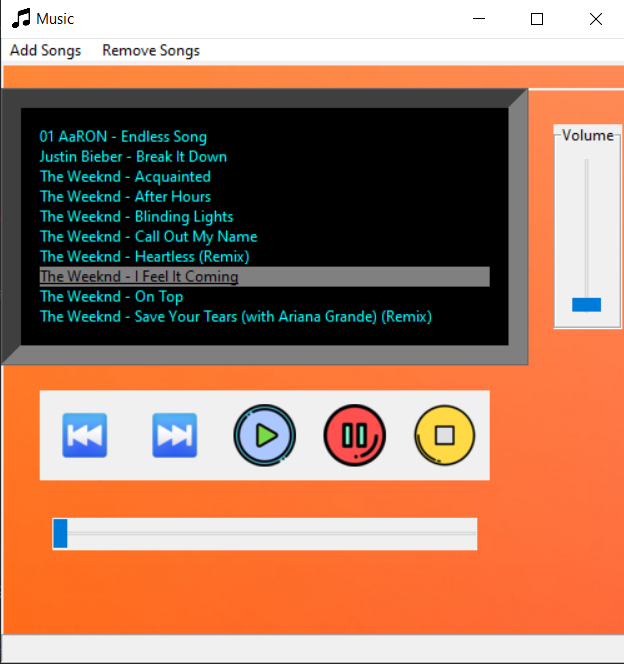 Music
Add Songs Remove Songs
01 AaRON - Endless Song
Justin Bieber - Break It Down
The Weeknd - Acquainted
The Weeknd - After Hours
The Weeknd - Blinding Lights
The Weeknd - Call Out My Name
The Weeknd - Heartless (Remix)
The Weeknd - I Feel It Coming
The Weeknd - On Top
The Weeknd - Save Your Tears (with Ariana Grande) (Remix)
Volume